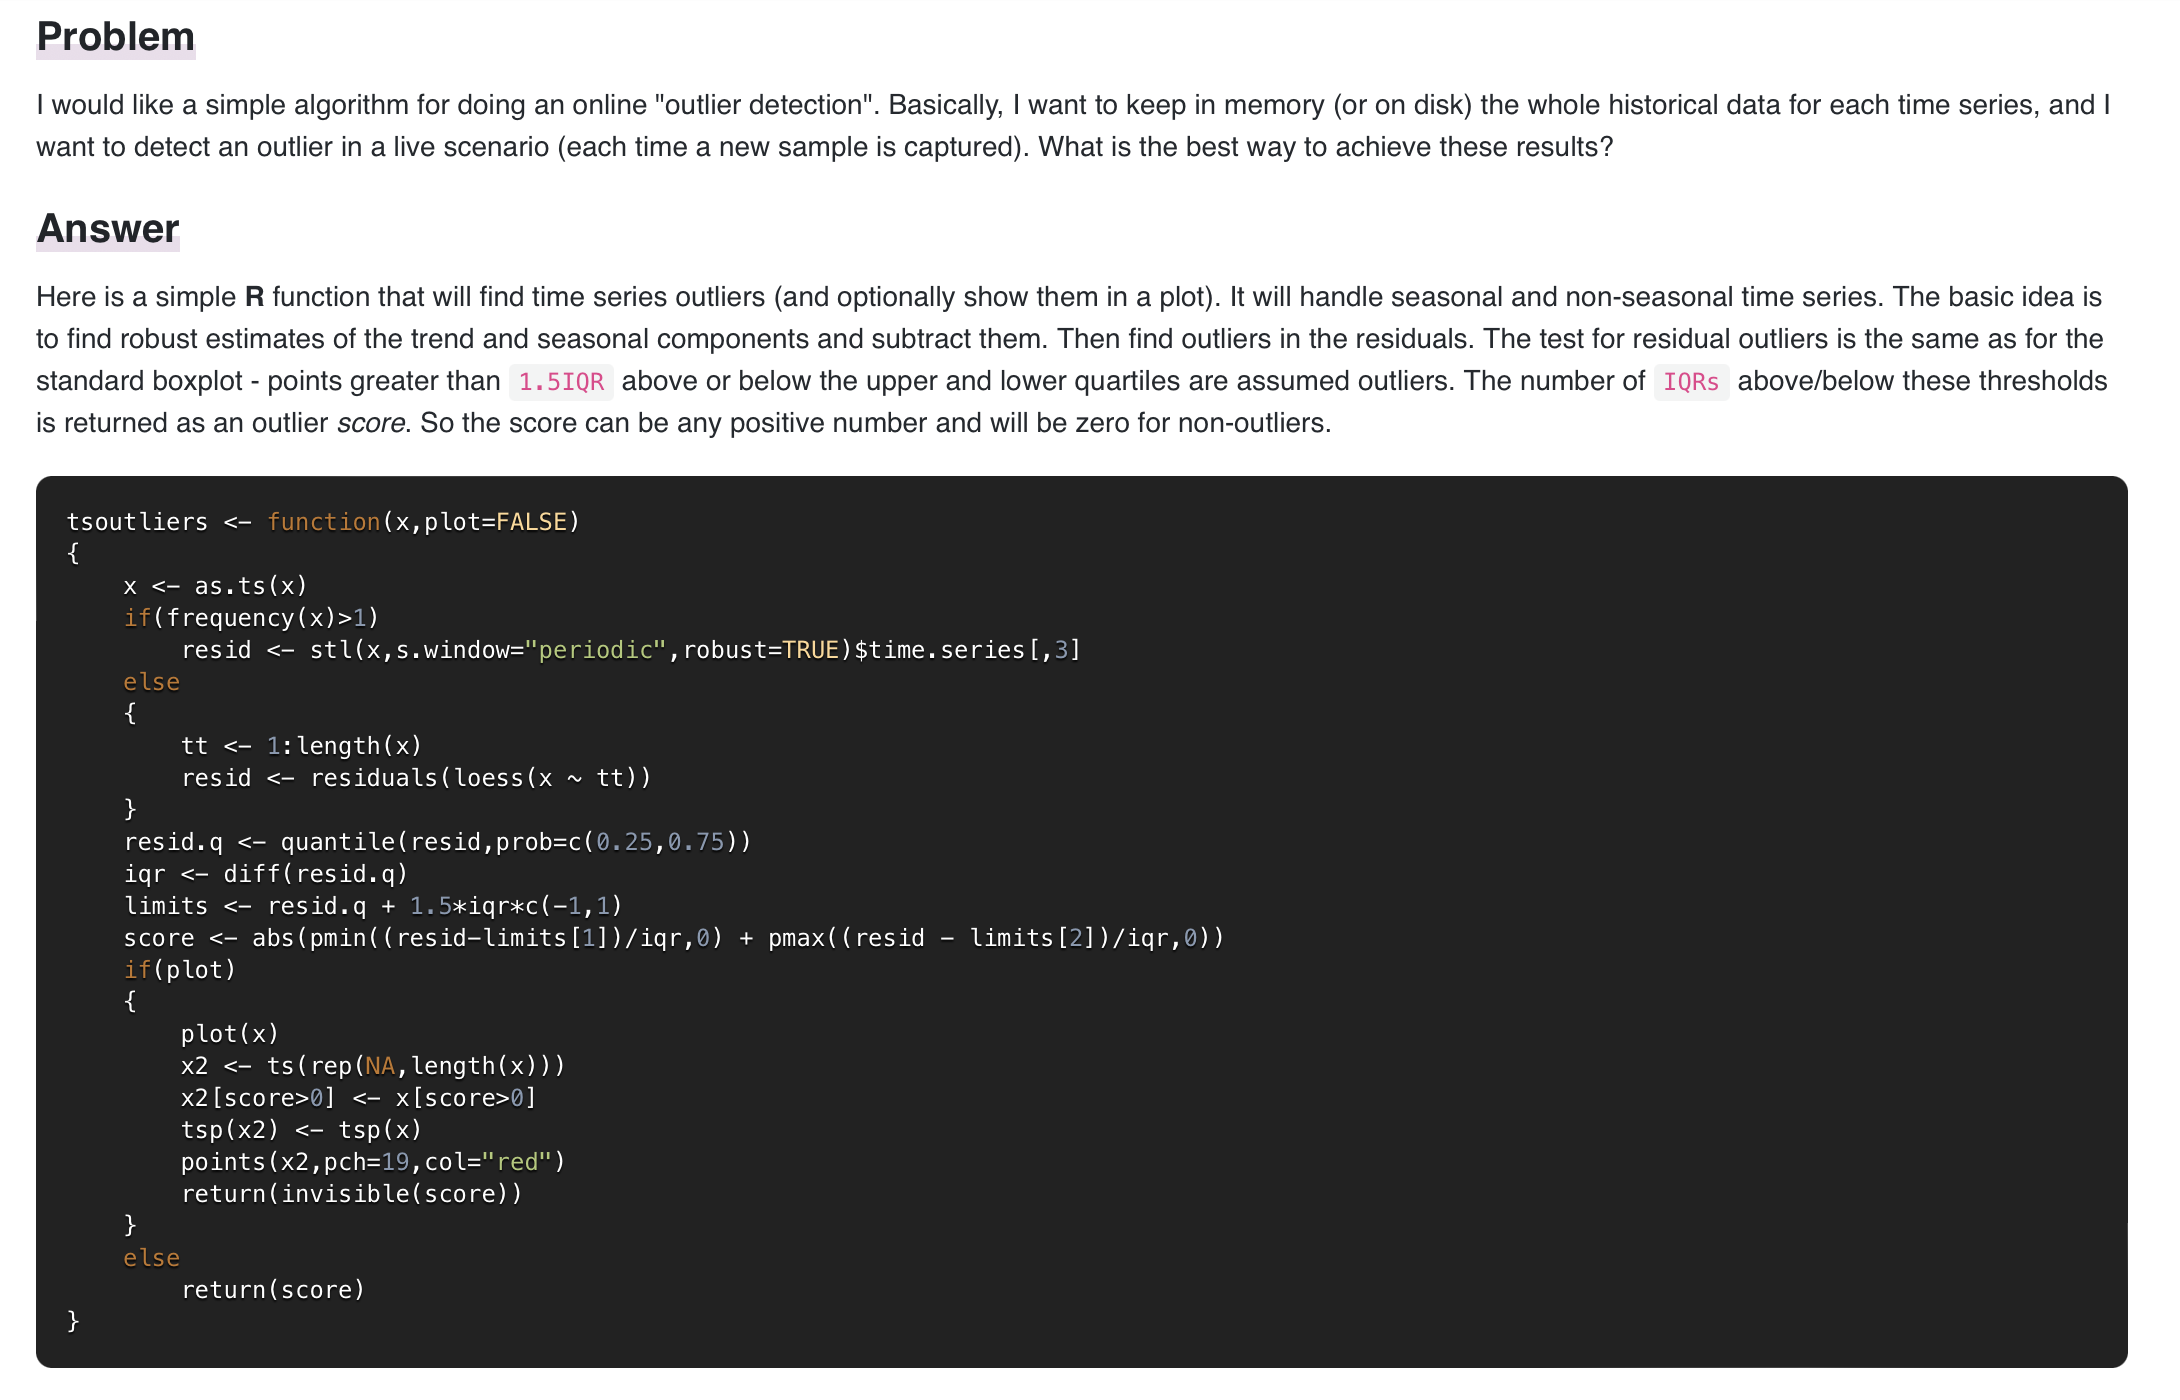 Problem
I would like a simple algorithm for doing an online "outlier detection". Basically, I want to keep in memory (or on disk) the whole historical data for each time series, and I
want to detect an outlier in a live scenario (each time a new sample is captured). What is the best way to achieve these results?
Answer
Here is a simple R function that will find time series outliers (and optionally show them in a plot). It will handle seasonal and non-seasonal time series. The basic idea is
to find robust estimates of the trend and seasonal components and subtract them. Then find outliers in the residuals. The test for residual outliers is the same as for the
standard boxplot - points greater than 1.5IQR above or below the upper and lower quartiles are assumed outliers. The number of IQRs above/below these thresholds
is returned as an outlier score. So the score can be any positive number and will be zero for non-outliers.
tsoutliers <- function(x,plot=FALSE)
{
    x <- as.ts(x)
    if(frequency(x)>1)
        resid <- stl(x,s.window="periodic",robust=TRUE)$time.series[,3]
    else
    {
        tt <- 1:length(x)
        resid <- residuals(loess(x ~ tt))
    }
    resid.q <- quantile(resid,prob=c(0.25,0.75))
    iqr <- diff(resid.q)
    limits <- resid.q + 1.5*iqr*c(-1,1)
    score <- abs(pmin((resid-limits[1])/iqr,0) + pmax((resid - limits[2])/iqr,0))
    if(plot)
    {
        plot(x)
        x2 <- ts(rep(NA,length(x)))
        x2[score>0] <- x[score>0]
        tsp(x2) <- tsp(x)
        points(x2,pch=19,col="red")
        return(invisible(score))
    }
    else
        return(score)
}